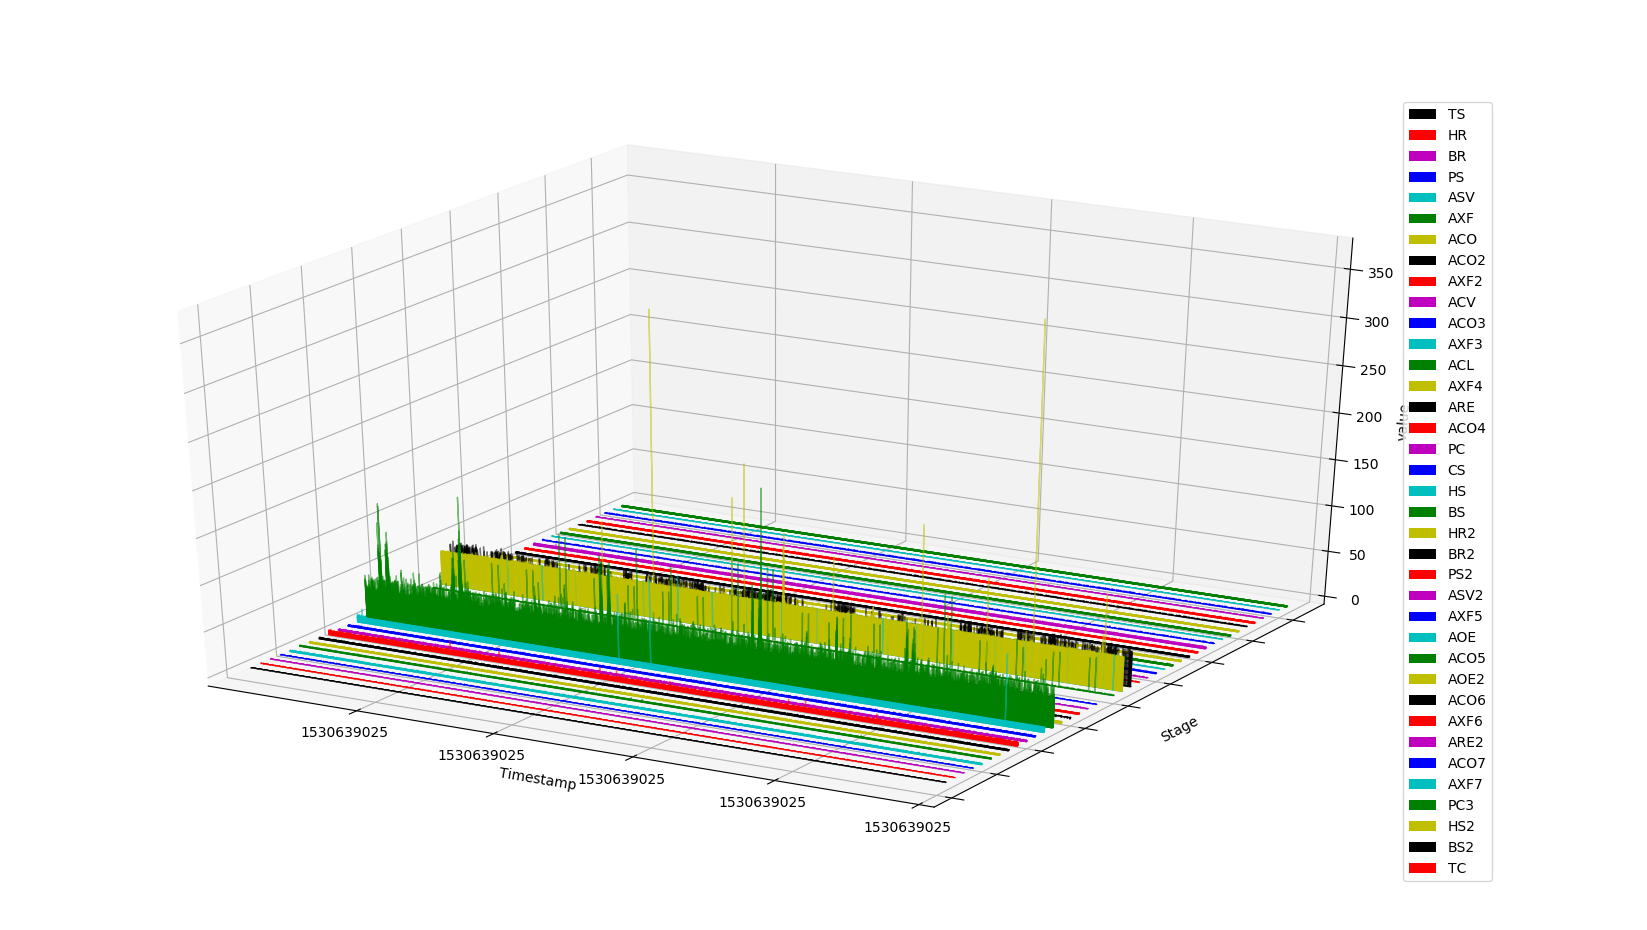 TS
HR
BR
PS
ASV
AXF
ACO
ACO2
AXF2
ACV
ACO3
AXF3
ACL
AXF4
ARE
ACO4
PC
CS
HS
BS
HR2
BR2
PS2
ASV2
AXF5
AOE
ACO5
AOE2
ACO6
AXF6
ARE2
ACO7
AXF7
PC3
HS2
BS2
TC
350
300
250
200
150
100
50
0
value
Stage
Timestamp
1530639025
1530639025
1530639025
1530639025
1530639025